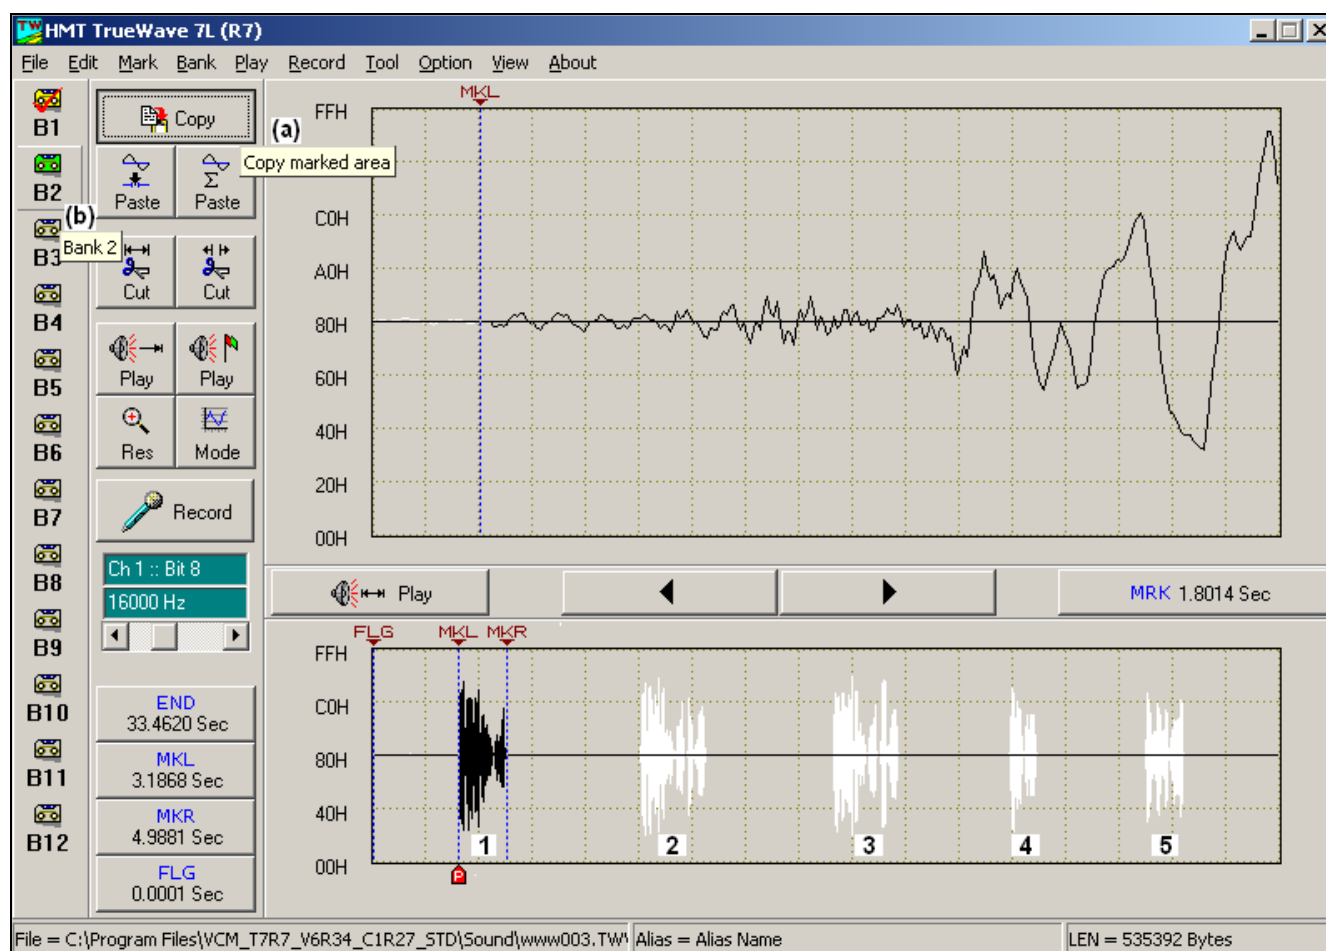 HMT TrueWave 7L (R7)
File Edit Mark Bank Play Record Tool Option View About
B1
B2
B3
B4
B5
B6
B7
B8
B9
B10
B11
B12
(b)
Bank 2
Copy
(a)
Copy marked area
Paste Paste
Cut Cut
Play Play
Res Mode
Record
Ch 1 :: Bit 8
16000 Hz
END
33.4620 Sec
MKL
3.1868 Sec
MKR
4.9881 Sec
FLG
0.0001 Sec
MKL
FFH
C0H
A0H
80H
60H
40H
20H
00H
Play
MRK 1.8014 Sec
FLG MKL MKR
FFH
C0H
80H
40H
00H
1 2 3 4 5
P
File = C:\Program Files\VCM_T7R7_V6R34_C1R27_STD\Sound\www003.TW
Alias = Alias Name
LEN = 535392 Bytes